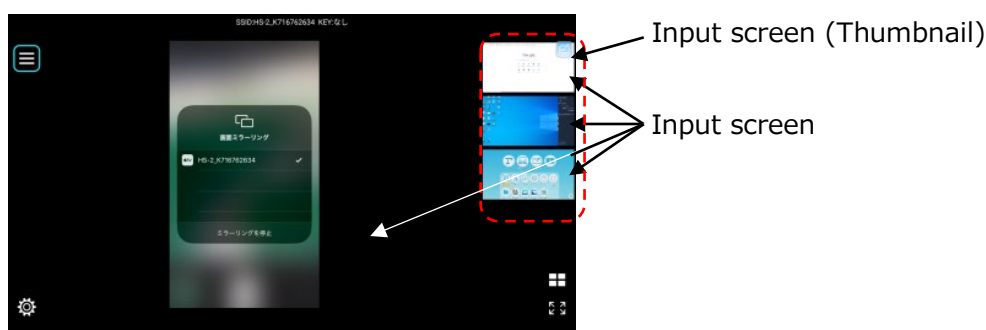 SSID:HS-2_K716762634 KEY:なし
Input screen (Thumbnail)
Input screen
画面ミラーリング
HS-2_K716762634
ミラーリングを停止